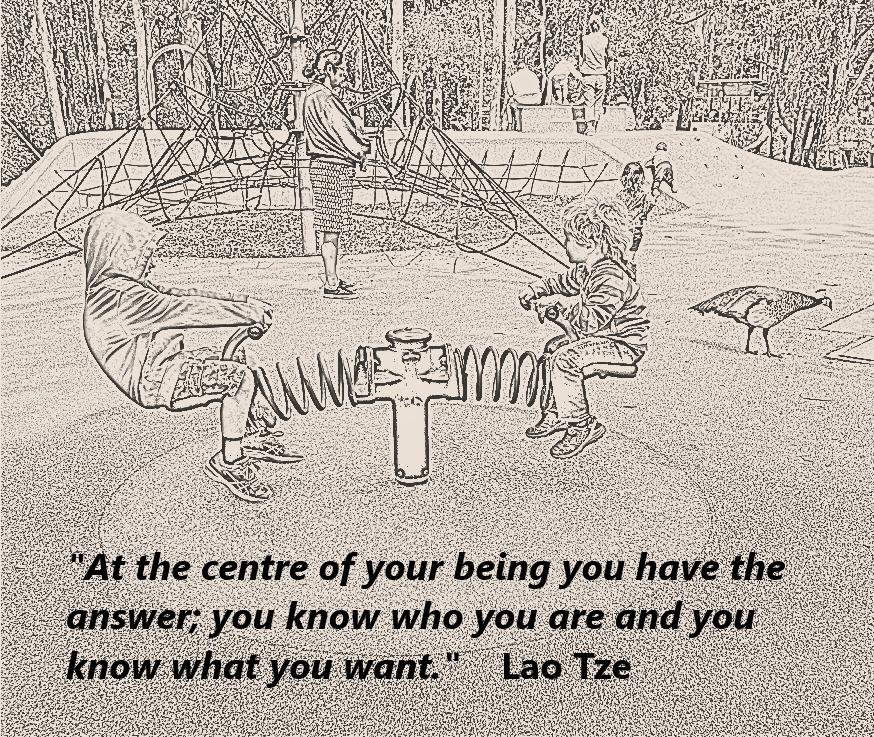 "At the centre of your being you have the
answer; you know who you are and you
know what you want."    Lao Tze